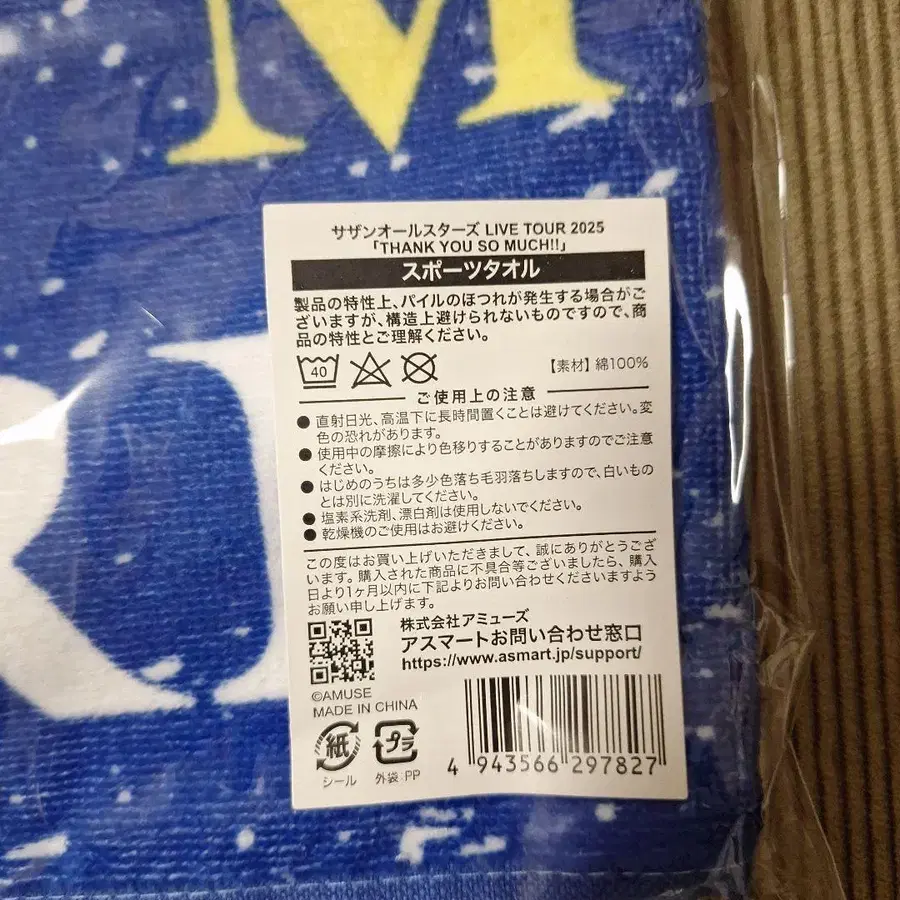 M
RI
サザンオールスターズ LIVE TOUR 2025
「THANK YOU SO MUCH!!」
スポーツタオル
製品の特性上、パイルのほつれが発生する場合がご
ざいますが、構造上避けられないものですので、商
品の特性とご理解ください。
40
【素材】綿100%
ご使用上の注意
● 直射日光、高温下に長時間置くことは避けてください。変
色の恐れがあります。
● 使用中の摩擦により色移りすることがありますのでご注意
ください。
● はじめのうちは多少色落ち毛羽落ちしますので、白いもの
とは別に洗濯してください。
● 塩素系洗剤、漂白剤は使用しないでください。
● 乾燥機のご使用はお避けください。
この度はお買い上げいただきまして、誠にありがとうござ
います。購入された商品に不具合等ございましたら、購入
日より1ヶ月以内に下記よりお問い合わせくださいますよう
お願い申し上げます。
株式会社アミューズ
アスマートお問い合わせ窓口
https://www.asmart.jp/support/
©AMUSE
MADE IN CHINA
紙
シール
プラ
外袋:PP
4 943566 297827